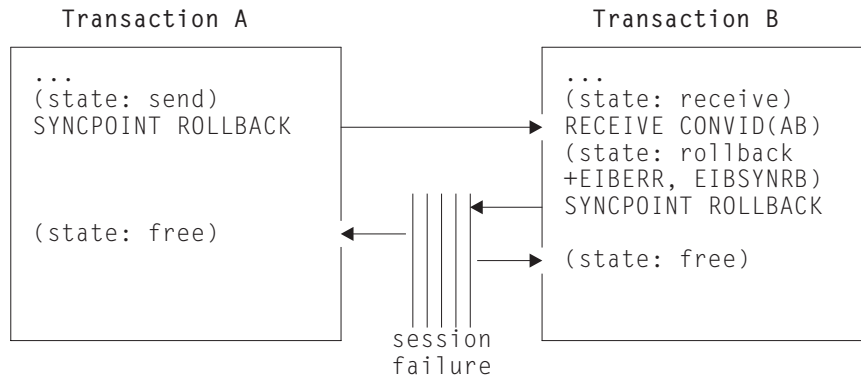 Transaction A
Transaction B
...
(state: send)
SYNCPOINT ROLLBACK
(state: free)
...
(state: receive)
RECEIVE CONVID(AB)
(state: rollback
+EIBERR, EIBSYNRB)
SYNCPOINT ROLLBACK
(state: free)
session
failure